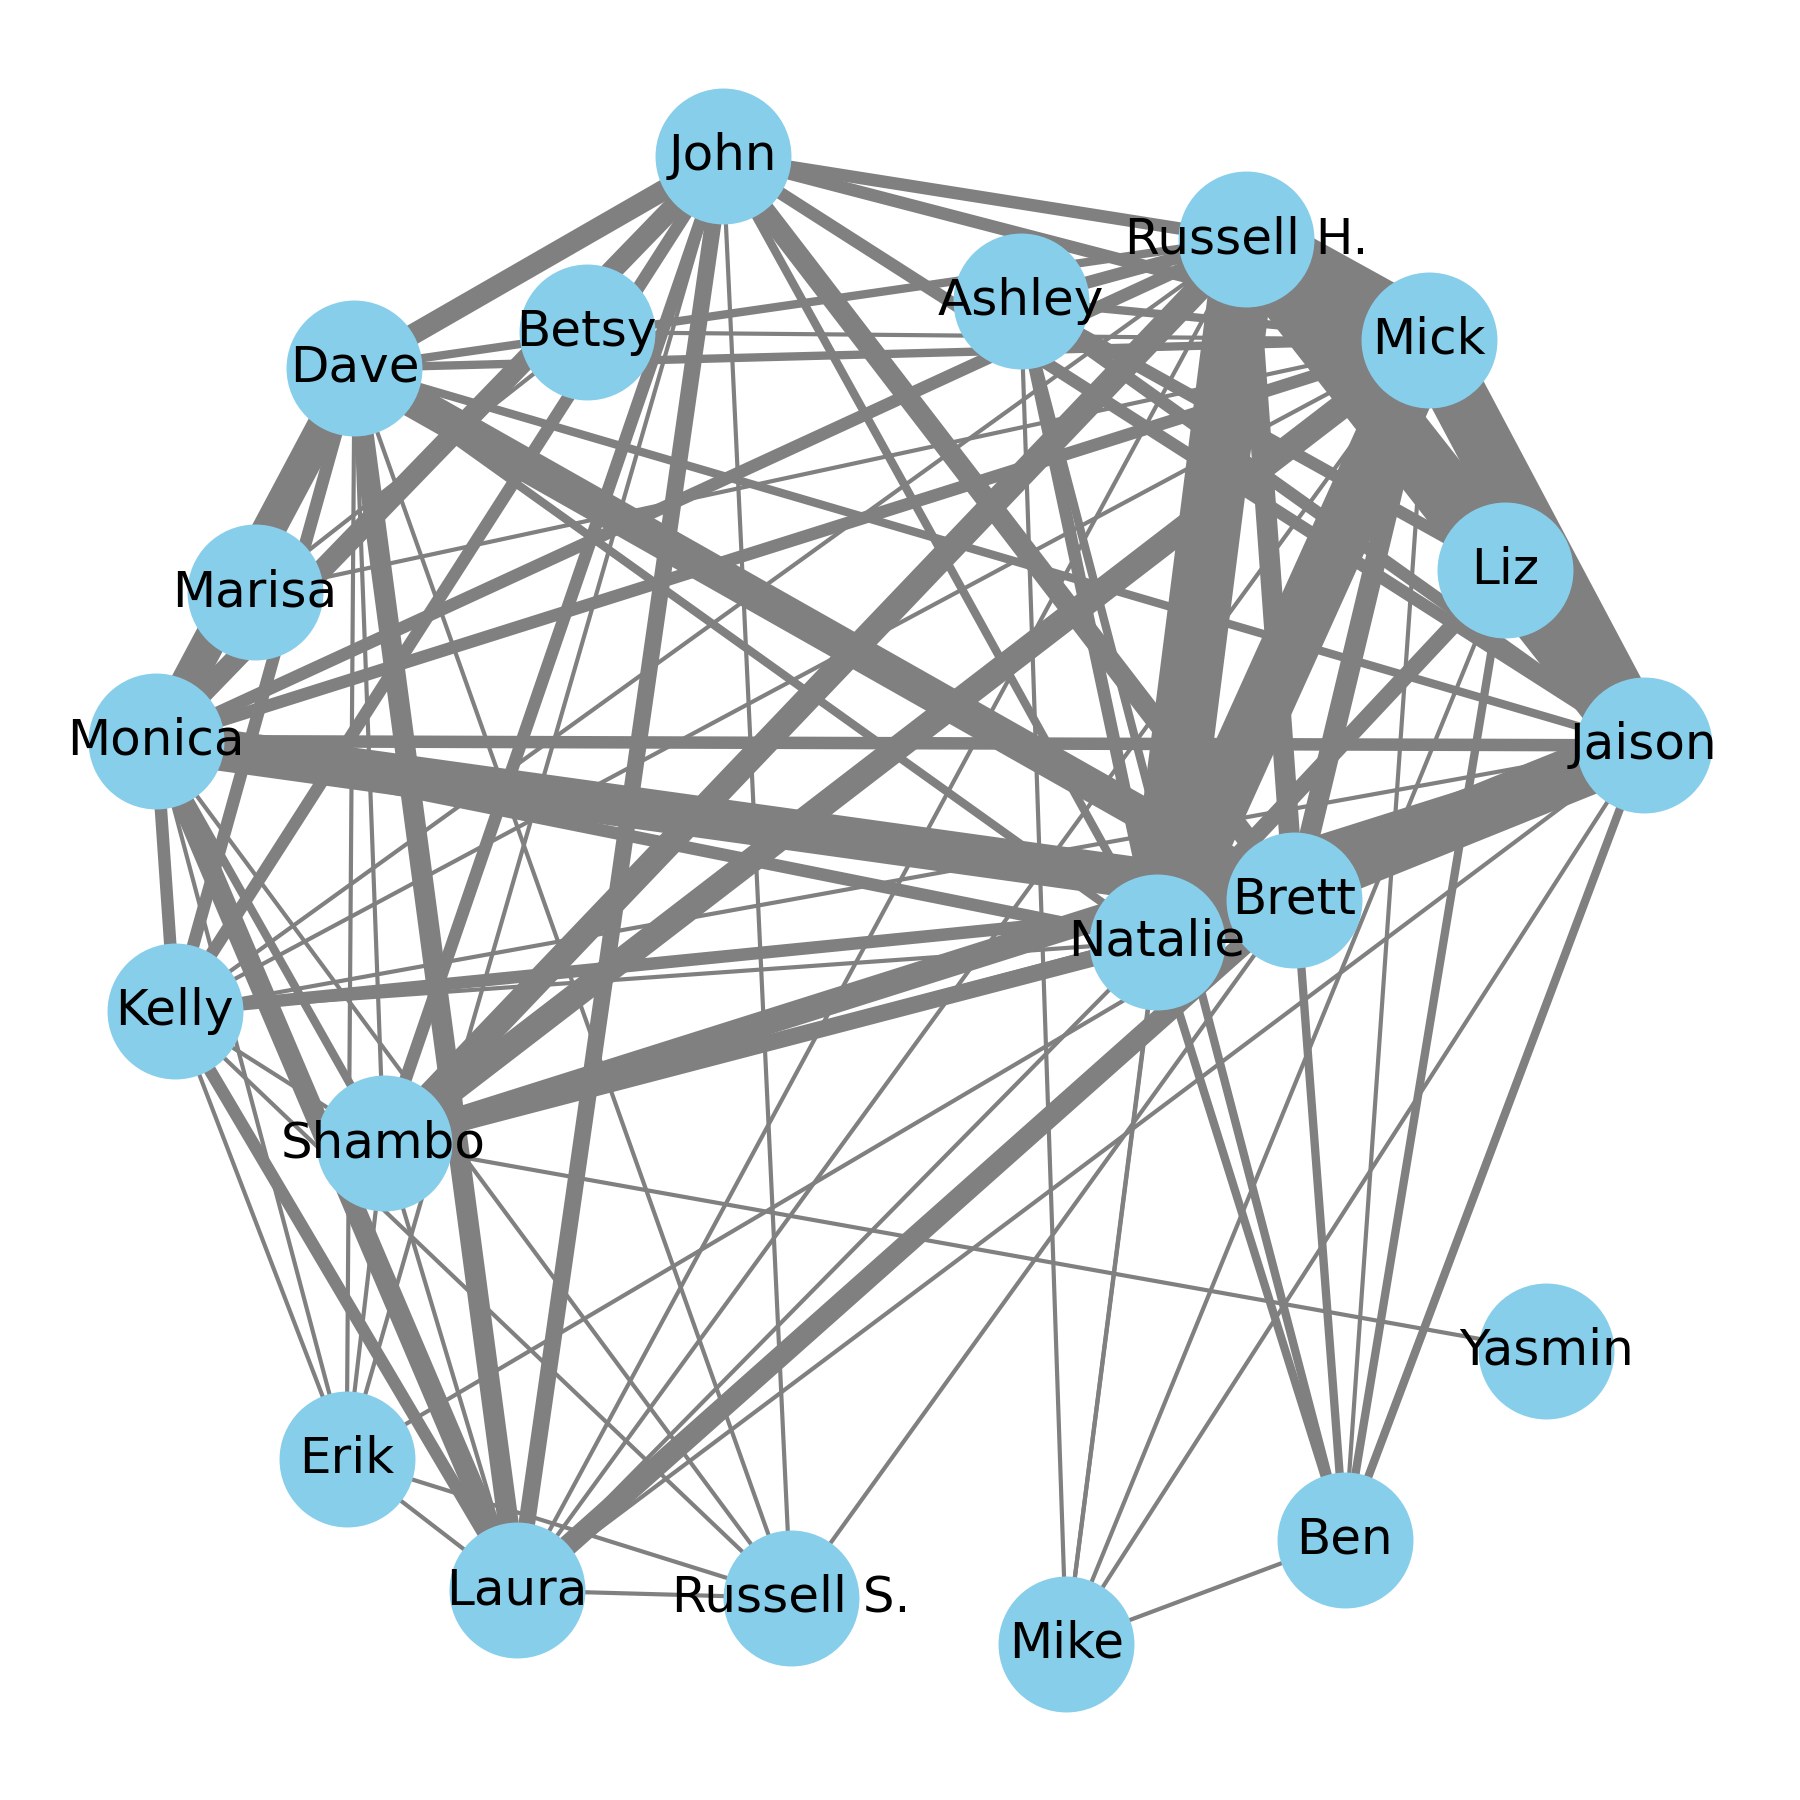 John
Russell H.
Ashley
Betsy
Mick
Dave
Liz
Marisa
Monica
Jaison
Brett
Natalie
Kelly
Shambo
Yasmin
Erik
Ben
Laura
Russell S.
Mike